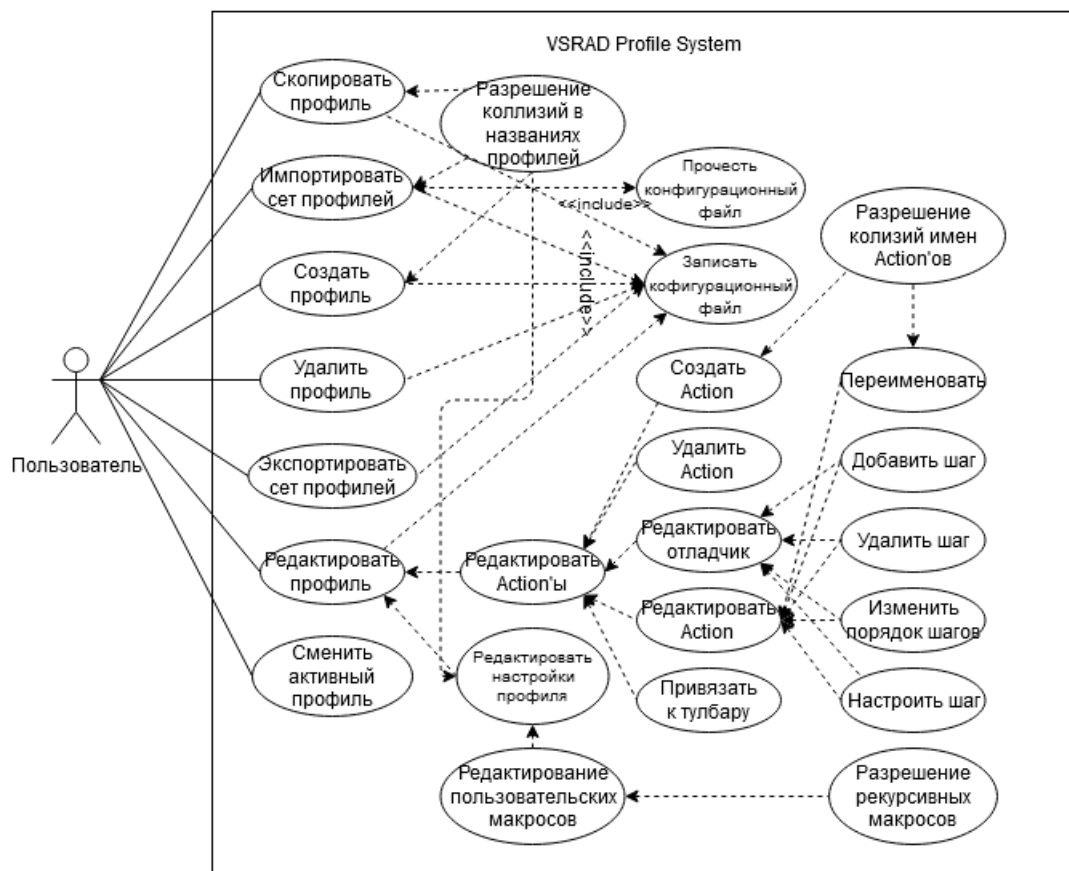 VSRAD Profile System
Скопировать
профиль
Разрешение
коллизий в
названиях
профилей
Импортировать
сет профилей
Прочесть
конфигурационный
файл
<<include>>
Разрешение
колизий имен
Action'ов
Создать
профиль
<<include>>
Записать
кофигурационный
файл
Удалить
профиль
Создать
Action
Переименовать
Пользователь
Экспортировать
сет профилей
Удалить
Action
Добавить шаг
Редактировать
профиль
Редактировать
Action'ы
Редактировать
отладчик
Удалить шаг
Редактировать
Action
Изменить
порядок шагов
Сменить
активный
профиль
Редактировать
настройки
профиля
Привязать
к тулбару
Настроить шаг
Редактирование
пользовательских
макросов
Разрешение
рекурсивных
макросов